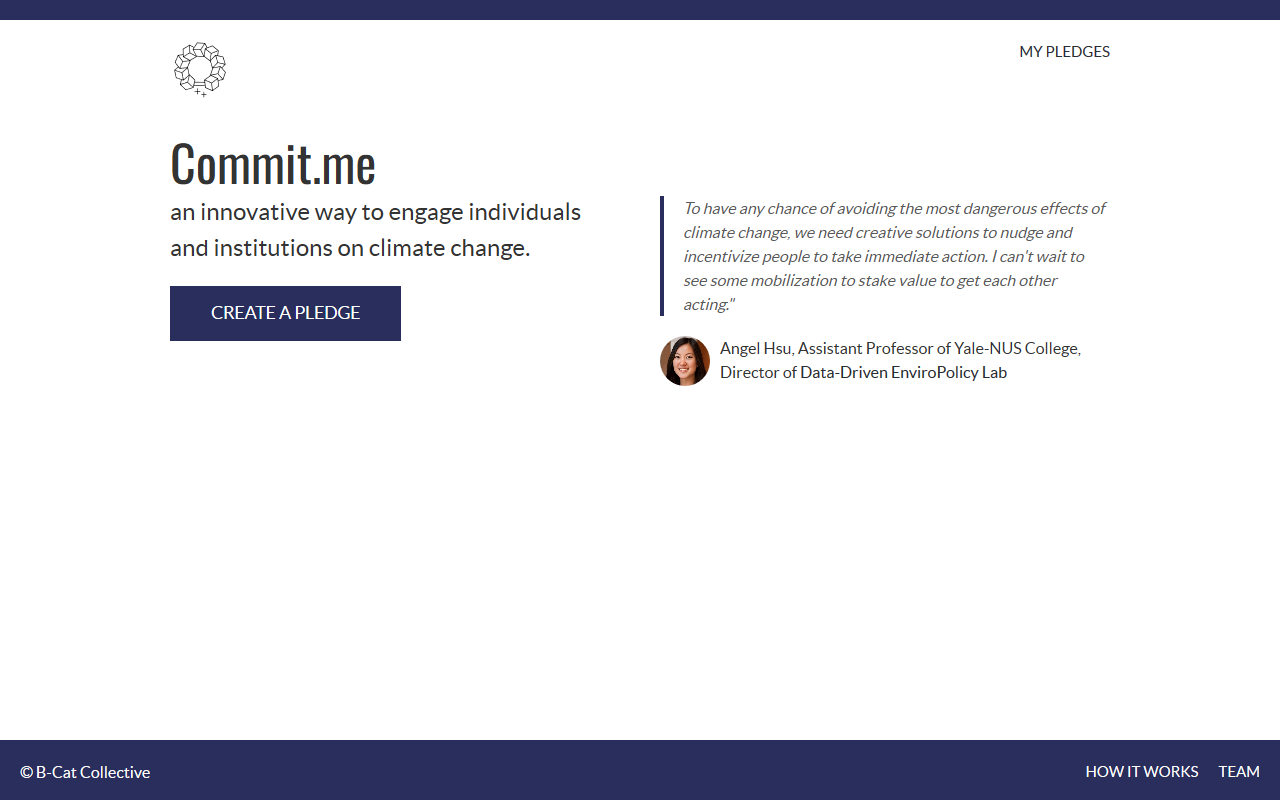 MY PLEDGES
Commit.me
an innovative way to engage individuals
and institutions on climate change.
CREATE A PLEDGE
To have any chance of avoiding the most dangerous effects of
climate change, we need creative solutions to nudge and
incentivize people to take immediate action. I can't wait to
see some mobilization to stake value to get each other
acting."
Angel Hsu, Assistant Professor of Yale-NUS College,
Director of Data-Driven EnviroPolicy Lab
© B-Cat Collective
HOW IT WORKS
TEAM